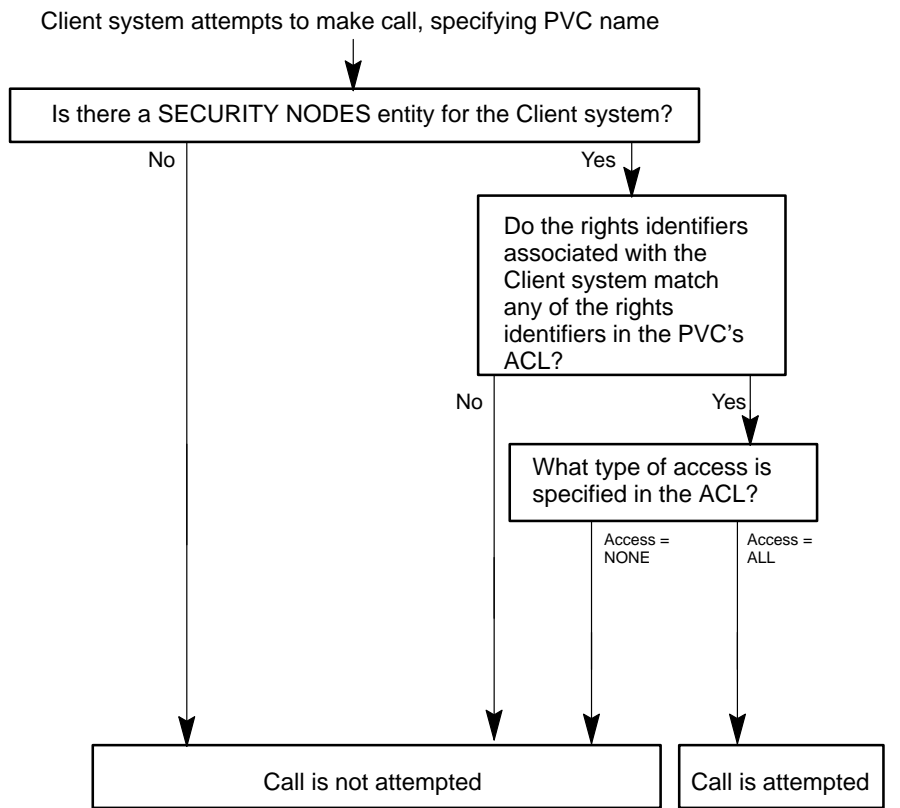 Client system attempts to make call, specifying PVC name
Is there a SECURITY NODES entity for the Client system?
No
Yes
Do the rights identifiers
associated with the
Client system match
any of the rights
identifiers in the PVC's
ACL?
No
Yes
What type of access is
specified in the ACL?
Access =
NONE
Access =
ALL
Call is not attempted
Call is attempted